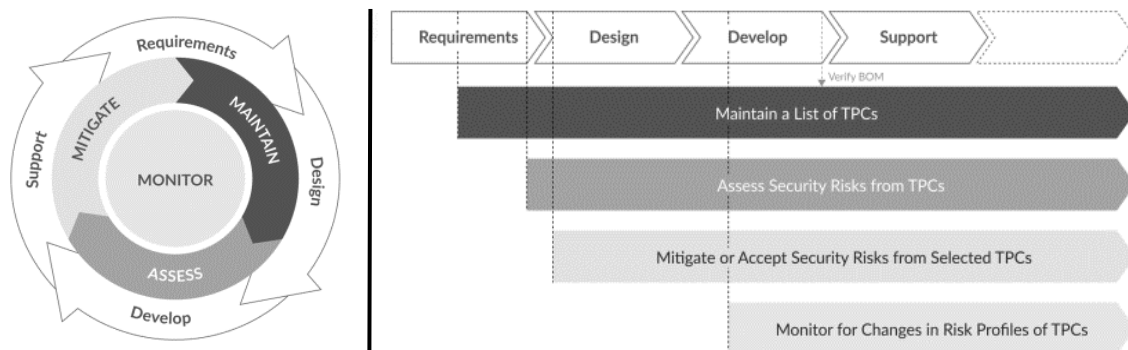 Requirements
MITIGATE
MAINTAIN
Support
MONITOR
Design
ASSESS
Develop
Requirements
Design
Develop
Support
Verify BOM
Maintain a List of TPCs
Assess Security Risks from TPCs
Mitigate or Accept Security Risks from Selected TPCs
Monitor for Changes in Risk Profiles of TPCs